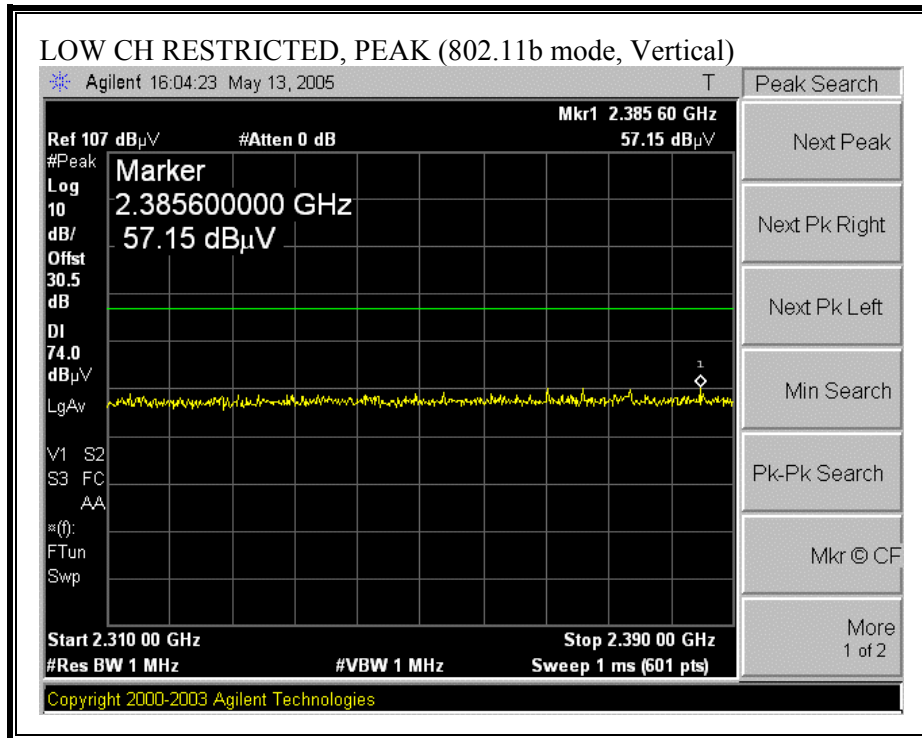 LOW CH RESTRICTED, PEAK (802.11b mode, Vertical)
Agilent 16:04:23 May 13, 2005 T
Peak Search
Mkr1 2.385 60 GHz
Ref 107 dBµV #Atten 0 dB 57.15 dBµV
#Peak
Log
10
dB/
Offst
30.5
dB
DI
74.0
dBµV
LgAv
V1 S2
S3 FC
AA
¤(f):
FTun
Swp
Marker
2.385600000 GHz
57.15 dBµV
1
Start 2.310 00 GHz Stop 2.390 00 GHz
#Res BW 1 MHz #VBW 1 MHz Sweep 1 ms (601 pts)
Copyright 2000-2003 Agilent Technologies
Next Peak
Next Pk Right
Next Pk Left
Min Search
Pk-Pk Search
Mkr © CF
More
1 of 2